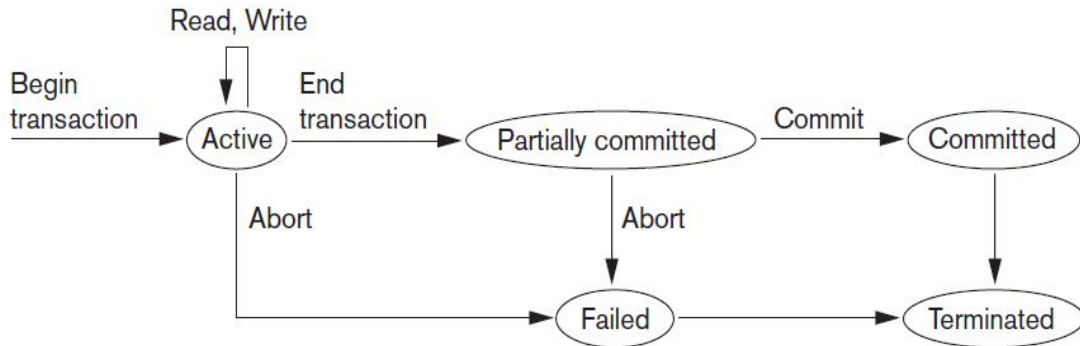 Read, Write
Begin
transaction
End
transaction
Active
Partially committed
Commit
Committed
Abort
Abort
Failed
Terminated